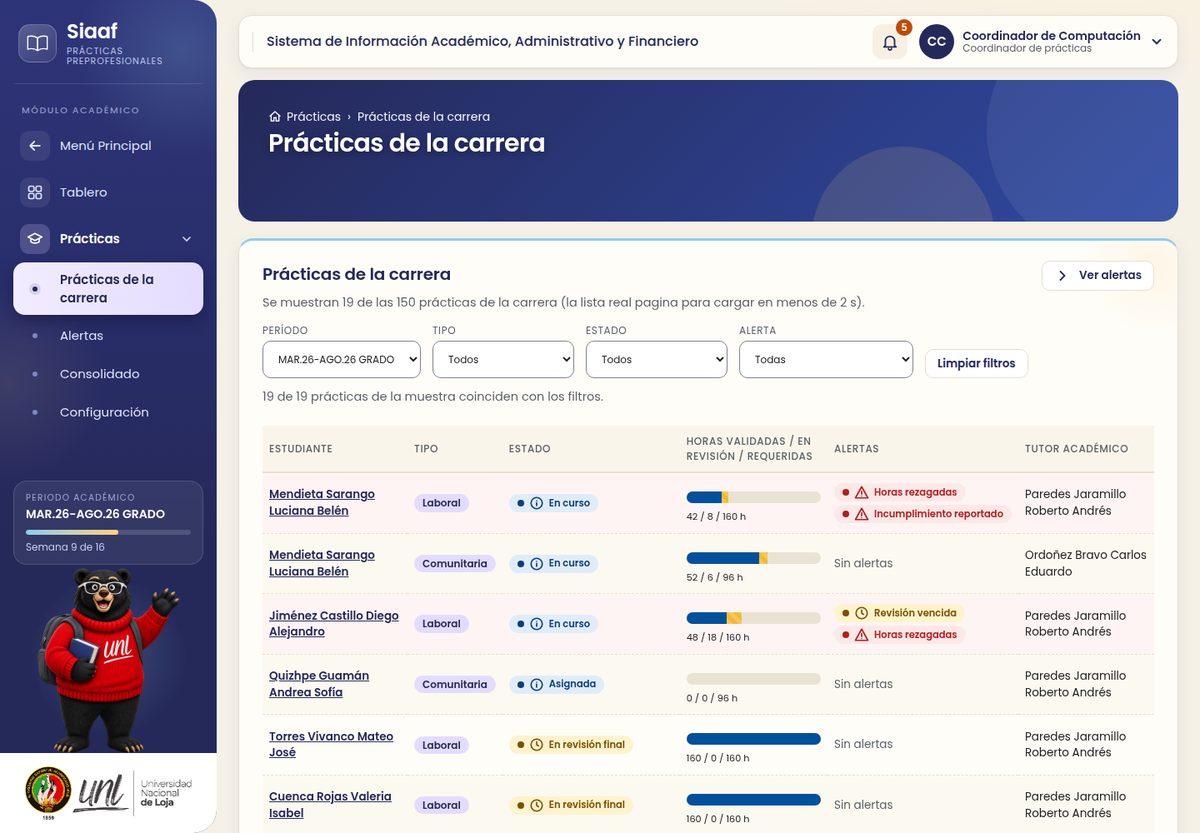 Siaaf
PRÁCTICAS
PREPROFESIONALES
MÓDULO ACADÉMICO
Menú Principal
Tablero
Prácticas
Prácticas de la
carrera
Alertas
Consolidado
Configuración
PERIODO ACADÉMICO
MAR.26-AGO.26 GRADO
Semana 9 de 16
unl
1859
unl
Universidad
Nacional
de Loja
Sistema de Información Académico, Administrativo y Financiero
5
CC
Coordinador de Computación
Coordinador de prácticas
Prácticas › Prácticas de la carrera
Prácticas de la carrera
Prácticas de la carrera
Ver alertas
Se muestran 19 de las 150 prácticas de la carrera (la lista real pagina para cargar en menos de 2 s).
PERÍODO TIPO ESTADO ALERTA
MAR.26-AGO.26 GRADO Todos Todos Todas Limpiar filtros
19 de 19 prácticas de la muestra coinciden con los filtros.
ESTUDIANTE TIPO ESTADO HORAS VALIDADAS / EN REVISIÓN / REQUERIDAS ALERTAS TUTOR ACADÉMICO
Mendieta Sarango Luciana Belén Laboral En curso 42 / 8 / 160 h Horas rezagadas Incumplimiento reportado Paredes Jaramillo Roberto Andrés
Mendieta Sarango Luciana Belén Comunitaria En curso 52 / 6 / 96 h Sin alertas Ordoñez Bravo Carlos Eduardo
Jiménez Castillo Diego Alejandro Laboral En curso 48 / 18 / 160 h Revisión vencida Horas rezagadas Paredes Jaramillo Roberto Andrés
Quizhpe Guamán Andrea Sofía Comunitaria Asignada 0 / 0 / 96 h Sin alertas Paredes Jaramillo Roberto Andrés
Torres Vivanco Mateo José Laboral En revisión final 160 / 0 / 160 h Sin alertas Paredes Jaramillo Roberto Andrés
Cuenca Rojas Valeria Isabel Laboral En revisión final 160 / 0 / 160 h Sin alertas Paredes Jaramillo Roberto Andrés